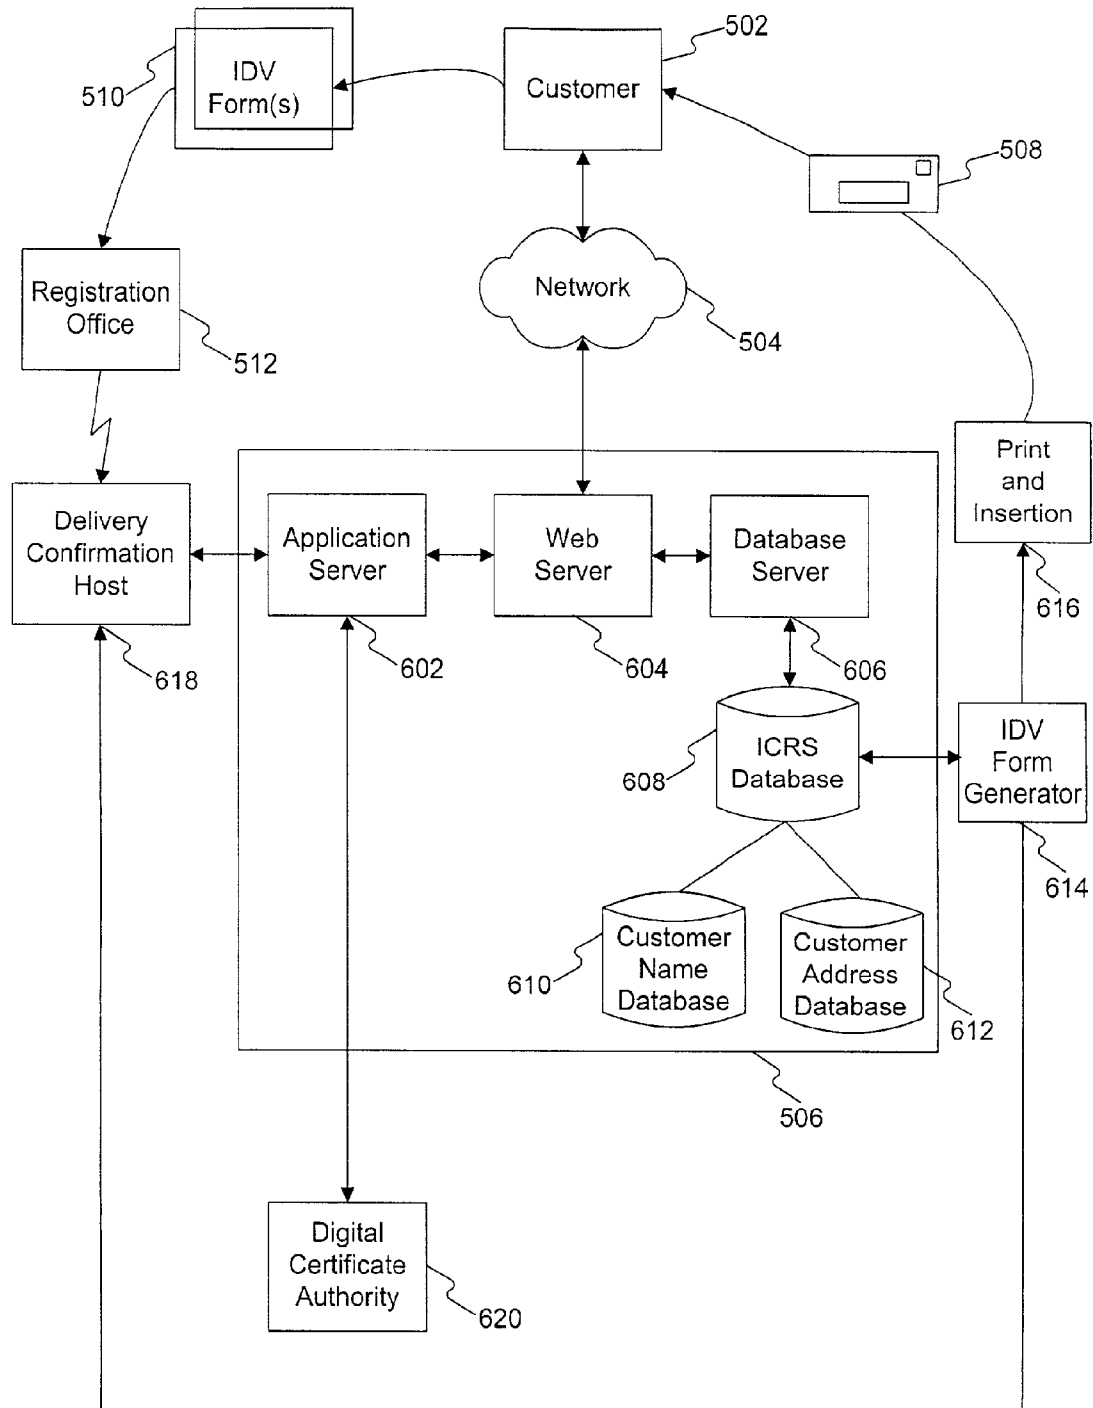 502
IDV
Form(s)
510
Customer
508
Network
504
Registration
Office
512
Print
and
Insertion
616
Delivery
Confirmation
Host
618
Application
Server
602
Web
Server
604
Database
Server
606
ICRS
Database
608
IDV
Form
Generator
614
Customer
Name
Database
610
Customer
Address
Database
612
506
Digital
Certificate
Authority
620